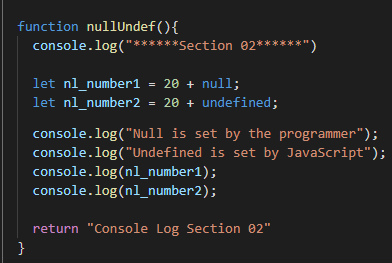 function nullUndef(){
console.log("******Section 02******")
let nl_number1 = 20 + null;
let nl_number2 = 20 + undefined;
console.log("Null is set by the programmer");
console.log("Undefined is set by JavaScript");
console.log(nl_number1);
console.log(nl_number2);
return "Console Log Section 02"
}